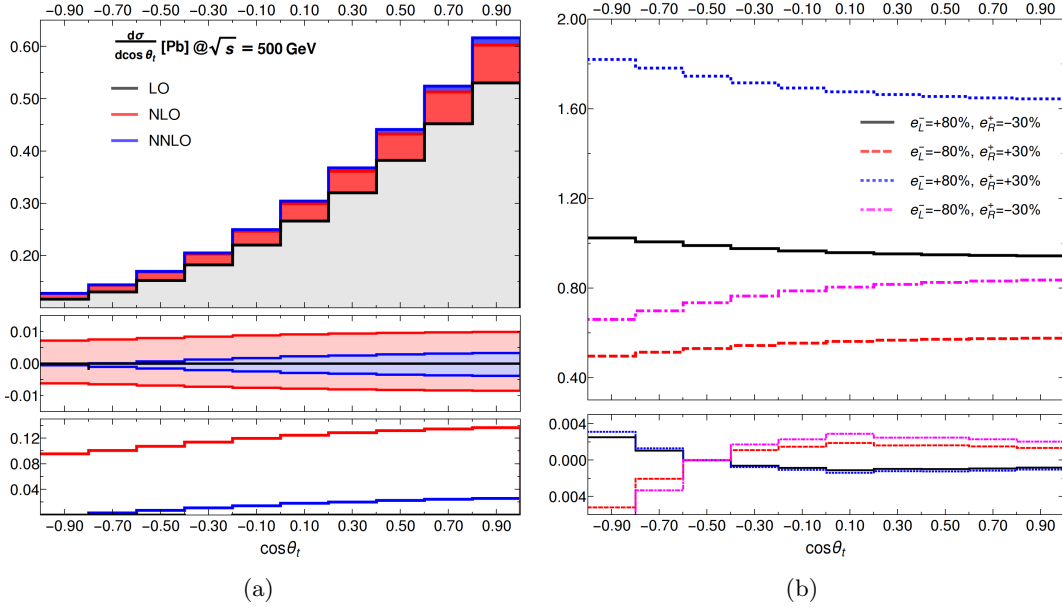 −0.90 −0.70 −0.50 −0.30 −0.10 0.10 0.30 0.50 0.70 0.90
dσ/dcos θt [Pb] @ √s = 500 GeV
LO
NLO
NNLO
0.60
0.50
0.40
0.30
0.20
0.01
0.00
-0.01
0.12
0.08
0.04
−0.90 −0.70 −0.50 −0.30 −0.10 0.10 0.30 0.50 0.70 0.90
cosθt
(a)
−0.90 −0.70 −0.50 −0.30 −0.10 0.10 0.30 0.50 0.70 0.90
2.00
1.60
1.20
0.80
0.40
e−L=+80%, e+R=−30%
e−L=−80%, e+R=+30%
e−L=+80%, e+R=+30%
e−L=−80%, e+R=−30%
0.004
0.000
0.004
−0.90 −0.70 −0.50 −0.30 −0.10 0.10 0.30 0.50 0.70 0.90
cosθt
(b)